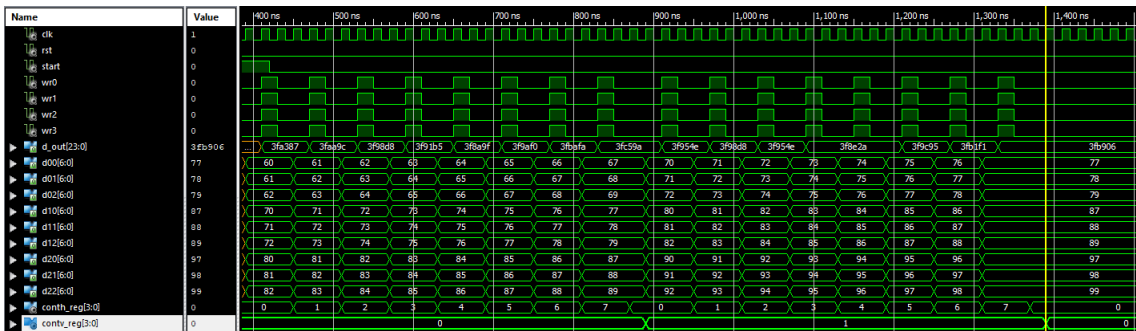 Name Value 400 ns 500 ns 600 ns 700 ns 800 ns 900 ns 1,000 ns 1,100 ns 1,200 ns 1,300 ns 1,400 ns
clk 1
rst 0
start 0
wr0 0
wr1 0
wr2 0
wr3 0
d_out[23:0] 3fb906 ... 3fa387 3faa9c 3f98d8 3f91b5 3f8a9f 3f9af0 3fbafa 3fc59a 3f954e 3f98d8 3f954e 3f8e2a 3f9c95 3fb1f1 3fb906
d00[6:0] 77 60 61 62 63 64 65 66 67 70 71 72 73 74 75 76 77
d01[6:0] 78 61 62 63 64 65 66 67 68 71 72 73 74 75 76 77 78
d02[6:0] 79 62 63 64 65 66 67 68 69 72 73 74 75 76 77 78 79
d10[6:0] 87 70 71 72 73 74 75 76 77 80 81 82 83 84 85 86 87
d11[6:0] 88 71 72 73 74 75 76 77 78 81 82 83 84 85 86 87 88
d12[6:0] 89 72 73 74 75 76 77 78 79 82 83 84 85 86 87 88 89
d20[6:0] 97 80 81 82 83 84 85 86 87 90 91 92 93 94 95 96 97
d21[6:0] 98 81 82 83 84 85 86 87 88 91 92 93 94 95 96 97 98
d22[6:0] 99 82 83 84 85 86 87 88 89 92 93 94 95 96 97 98 99
conth_reg[3:0] 0 0 1 2 3 4 5 6 7 0 1 2 3 4 5 6 7 0
contv_reg[3:0] 0 0 1 0